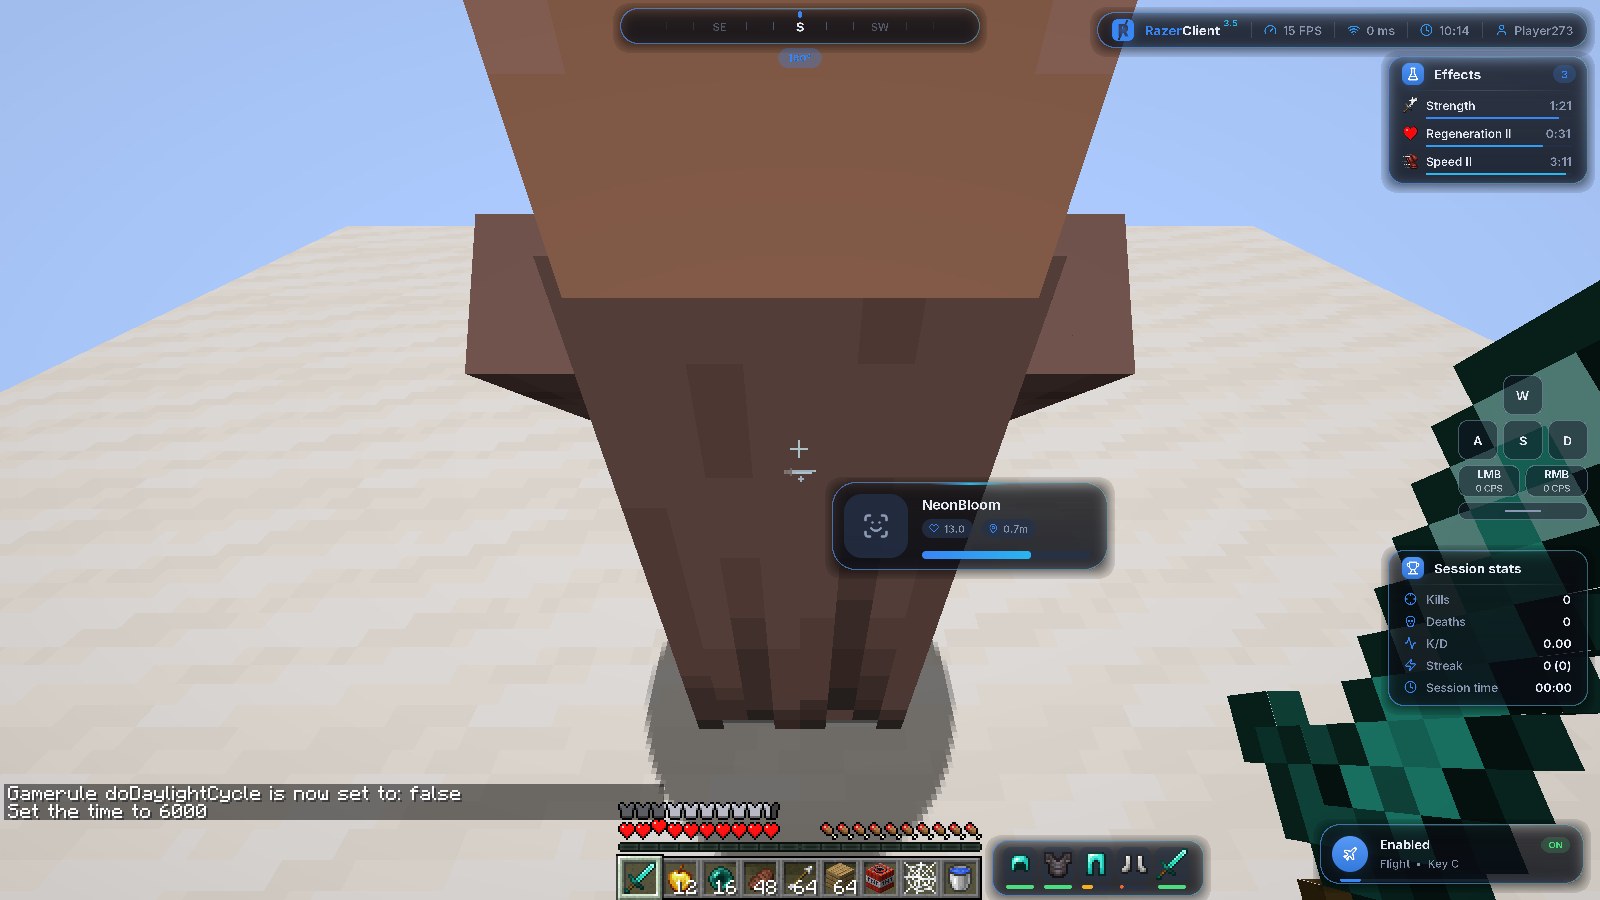 SE
S
SW
180°
RazerClient 3.5
15 FPS
0 ms
10:14
Player273
Effects 3
Strength 1:21
Regeneration II 0:31
Speed II 3:11
W
A S D
LMB RMB
0 CPS 0 CPS
NeonBloom
13.0 0.7m
Session stats
Kills 0
Deaths 0
K/D 0.00
Streak 0 (0)
Session time 00:00
Gamerule doDaylightCycle is now set to: false
Set the time to 6000
Enabled ON
Flight • Key C
12 16 48 64 64